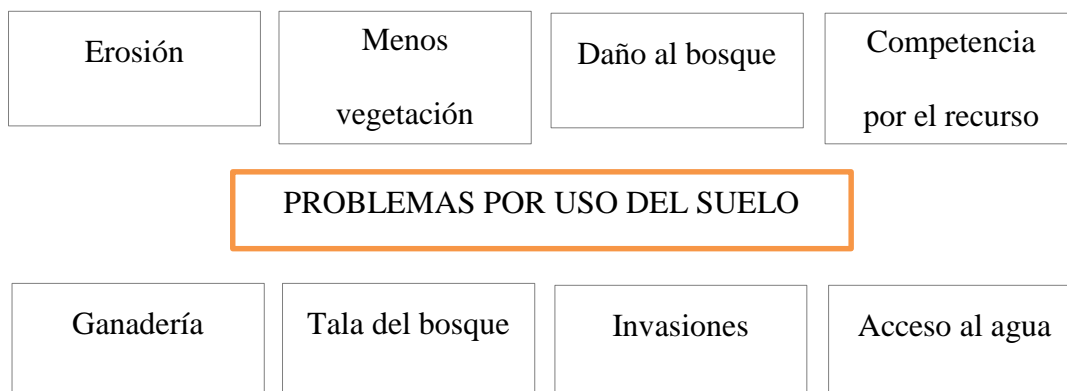 Erosión
Menos
vegetación
Daño al bosque
Competencia
por el recurso
PROBLEMAS POR USO DEL SUELO
Ganadería
Tala del bosque
Invasiones
Acceso al agua